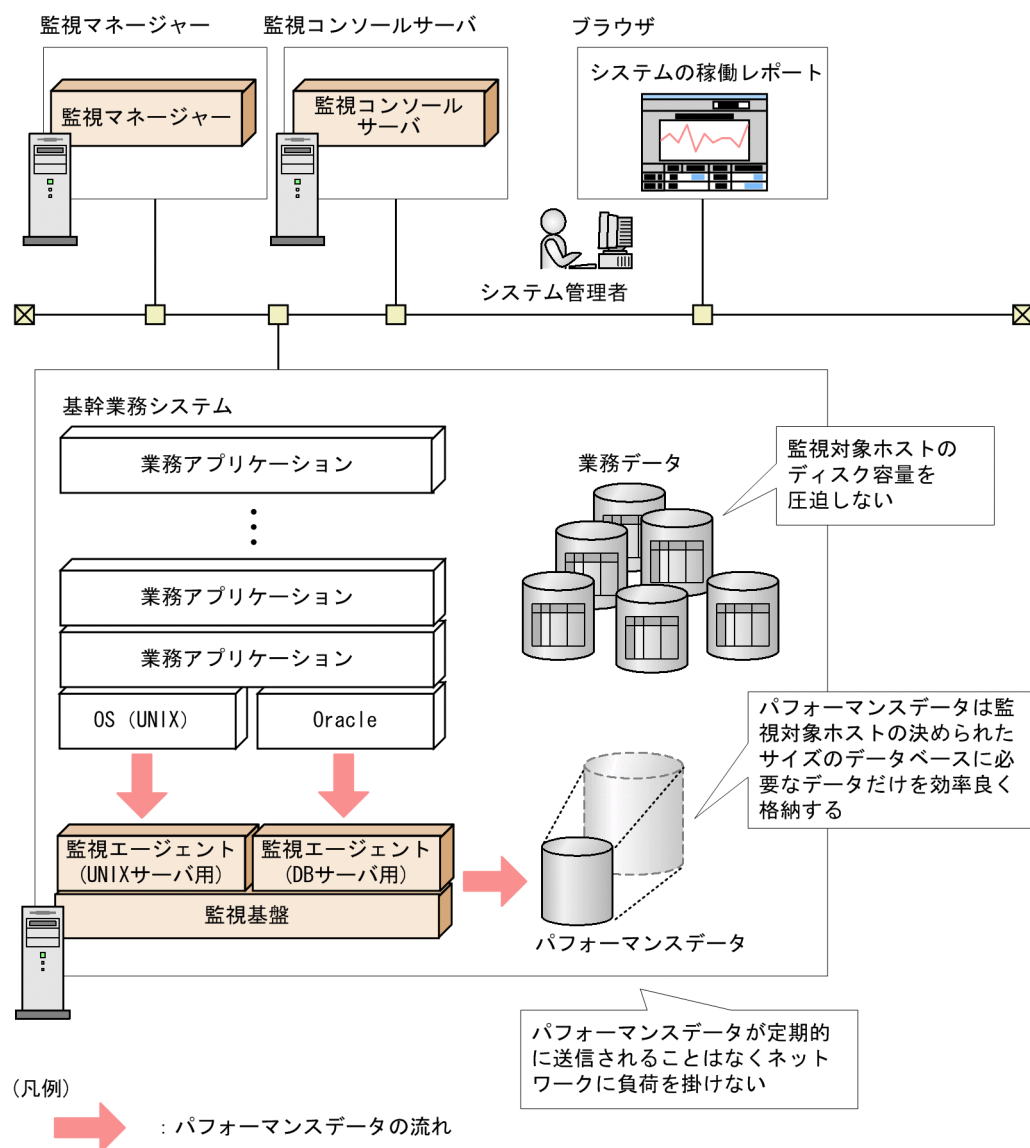 監視マネージャー
監視コンソールサーバ
ブラウザ
監視マネージャー
監視コンソール
サーバ
システムの稼働レポート
システム管理者
基幹業務システム
業務アプリケーション
業務データ
監視対象ホストの
ディスク容量を
圧迫しない
業務アプリケーション
業務アプリケーション
OS（UNIX）
Oracle
パフォーマンスデータは監
視対象ホストの決められた
サイズのデータベースに必
要なデータだけを効率良く
格納する
監視エージェント
(UNIXサーバ用)
監視エージェント
(DBサーバ用)
監視基盤
パフォーマンスデータ
パフォーマンスデータが定期的
に送信されることはなくネット
ワークに負荷を掛けない
(凡例)
：パフォーマンスデータの流れ